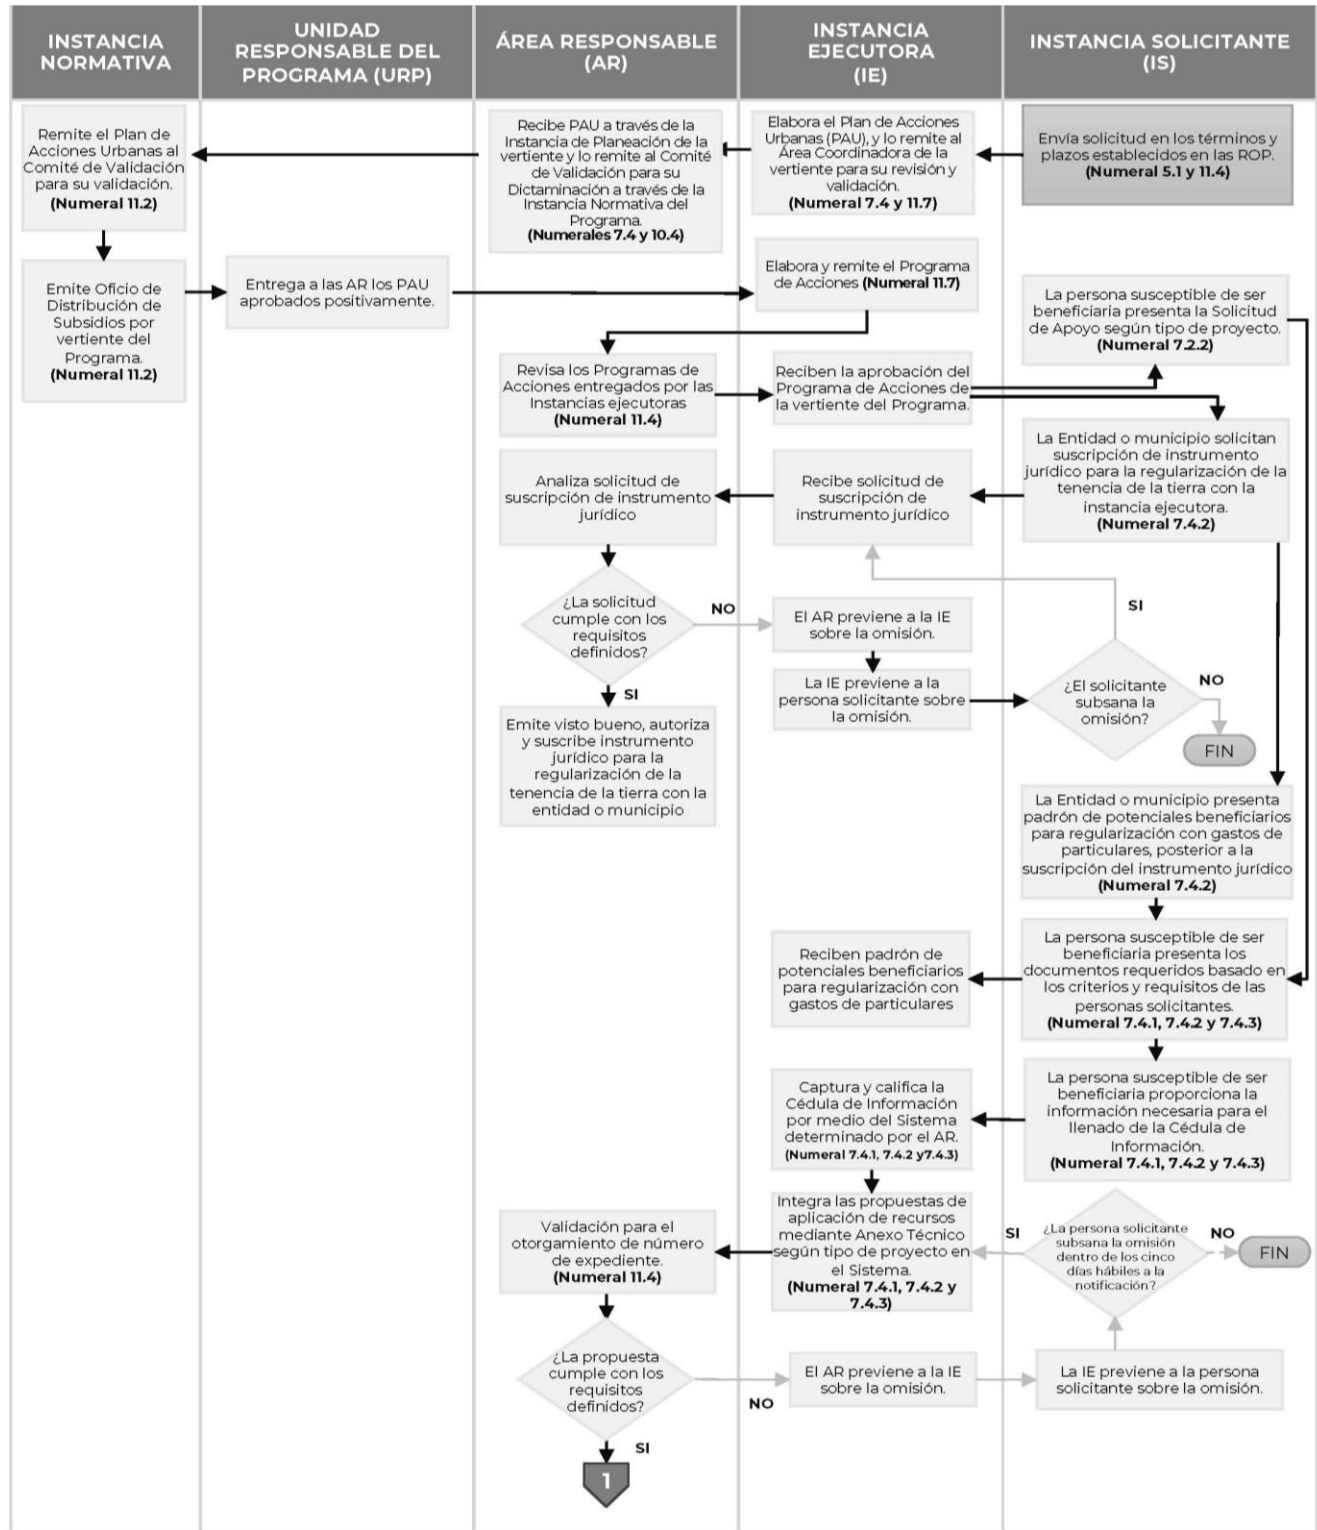 INSTANCIA
NORMATIVA
UNIDAD
RESPONSABLE DEL
PROGRAMA (URP)
ÁREA RESPONSABLE
(AR)
INSTANCIA
EJECUTORA
(IE)
INSTANCIA SOLICITANTE
(IS)
Remite el Plan de
Acciones Urbanas al
Comité de Validación
para su validación.
(Numeral 11.2)
Recibe PAU a través de la
Instancia de Planeación de la
vertiente y lo remite al Comité
de Validación para su
Dictaminación a través de la
Instancia Normativa del
Programa.
(Numerales 7.4 y 10.4)
Elabora el Plan de Acciones
Urbanas (PAU), y lo remite al
Área Coordinadora de la
vertiente para su revisión y
validación.
(Numeral 7.4 y 11.7)
Envía solicitud en los términos y
plazos establecidos en las ROP.
(Numeral 5.1 y 11.4)
Emite Oficio de
Distribución de
Subsidios por
vertiente del
Programa.
(Numeral 11.2)
Entrega a las AR los PAU
aprobados positivamente.
Elabora y remite el Programa
de Acciones (Numeral 11.7)
La persona susceptible de ser
beneficiaria presenta la Solicitud
de Apoyo según tipo de proyecto.
(Numeral 7.2.2)
Revisa los Programas de
Acciones entregados por las
Instancias ejecutoras
(Numeral 11.4)
Reciben la aprobación del
Programa de Acciones de
la vertiente del Programa.
La Entidad o municipio solicitan
suscripción de instrumento
jurídico para la regularización de la
tenencia de la tierra con la
instancia ejecutora.
(Numeral 7.4.2)
Analiza solicitud de
suscripción de instrumento
jurídico
Recibe solicitud de
suscripción de
instrumento jurídico
¿La solicitud
cumple con los
requisitos
definidos?
NO
El AR previene a la IE
sobre la omisión.
SI
SI
La IE previene a la
persona solicitante sobre
la omisión.
¿El solicitante
subsana la
omisión?
NO
FIN
Emite visto bueno, autoriza
y suscribe instrumento
jurídico para la
regularización de la
tenencia de la tierra con la
entidad o municipio
La Entidad o municipio presenta
padrón de potenciales beneficiarios
para regularización con gastos de
particulares, posterior a la
suscripción del instrumento jurídico
(Numeral 7.4.2)
Reciben padrón de
potenciales beneficiarios
para regularización con
gastos de particulares
La persona susceptible de ser
beneficiaria presenta los
documentos requeridos basado en
los criterios y requisitos de las
personas solicitantes.
(Numeral 7.4.1, 7.4.2 y 7.4.3)
Captura y califica la
Cédula de Información
por medio del Sistema
determinado por el AR.
(Numeral 7.4.1, 7.4.2 y7.4.3)
La persona susceptible de ser
beneficiaria proporciona la
información necesaria para el
llenado de la Cédula de
Información.
(Numeral 7.4.1, 7.4.2 y 7.4.3)
Validación para el
otorgamiento de número
de expediente.
(Numeral 11.4)
Integra las propuestas de
aplicación de recursos
mediante Anexo Técnico
según tipo de proyecto en
el Sistema.
(Numeral 7.4.1, 7.4.2 y
7.4.3)
SI
¿La persona solicitante
subsana la omisión
dentro de los cinco
días hábiles a la
notificación?
NO
FIN
¿La propuesta
cumple con los
requisitos
definidos?
NO
El AR previene a la IE
sobre la omisión.
La IE previene a la persona
solicitante sobre la omisión.
SI
1